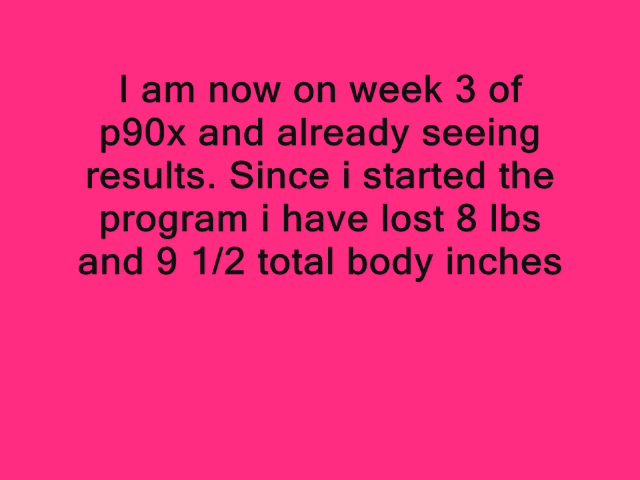 I am now on week 3 of
p90x and already seeing
results. Since i started the
program i have lost 8 lbs
and 9 1/2 total body inches